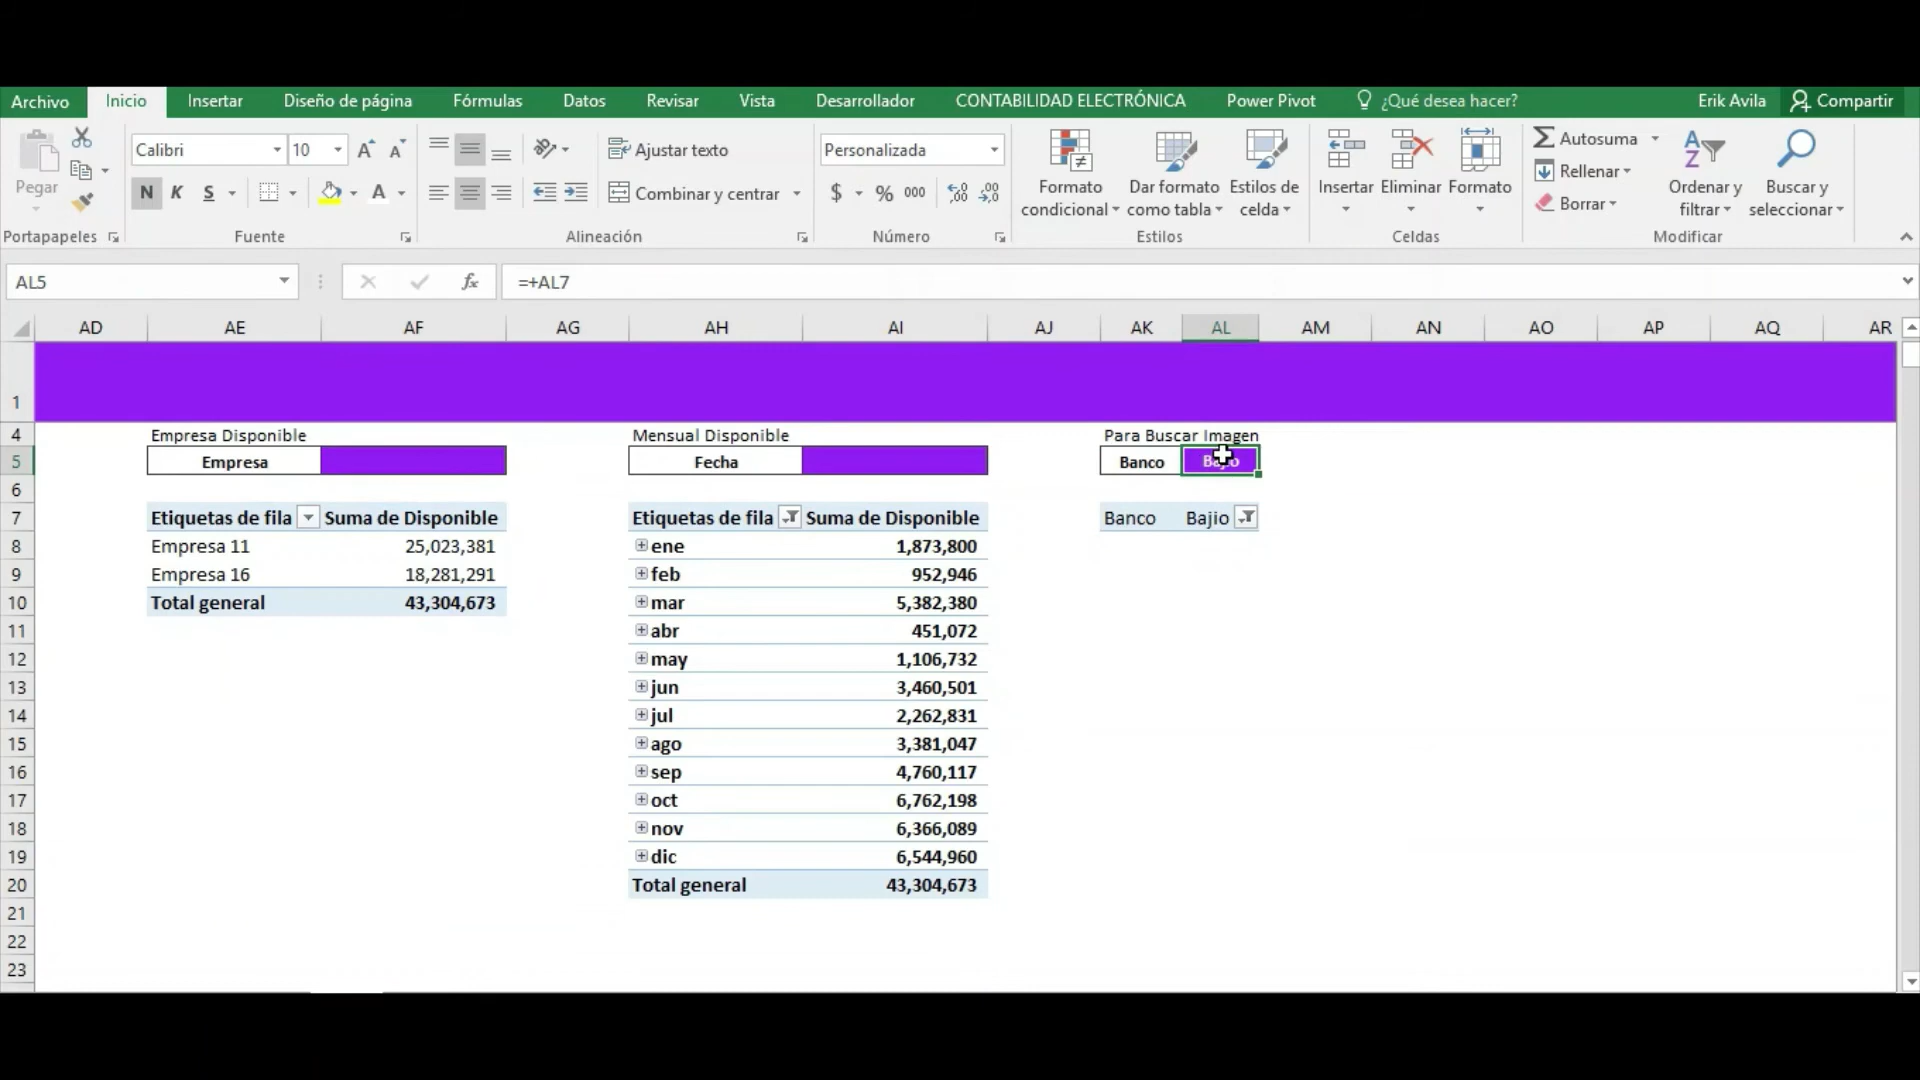 Archivo Inicio Insertar Diseño de página Fórmulas Datos Revisar Vista Desarrollador CONTABILIDAD ELECTRÓNICA Power Pivot ¿Qué desea hacer? Erik Avila Compartir
Pegar
Portapapeles
Calibri 10
N K S
Fuente
Ajustar texto
Combinar y centrar
Alineación
Personalizada
$ % 000
Número
Formato condicional
Dar formato como tabla
Estilos de celda
Estilos
Insertar Eliminar Formato
Celdas
Autosuma
Rellenar
Borrar
Ordenar y filtrar
Buscar y seleccionar
Modificar
AL5 fx =+AL7
AD AE AF AG AH AI AJ AK AL AM AN AO AP AQ AR
1
4 Empresa Disponible Mensual Disponible Para Buscar Imagen
5 Empresa Fecha Banco Bajio
6
7 Etiquetas de fila Suma de Disponible Etiquetas de fila Suma de Disponible Banco Bajio
8 Empresa 11 25,023,381 ene 1,873,800
9 Empresa 16 18,281,291 feb 952,946
10 Total general 43,304,673 mar 5,382,380
11 abr 451,072
12 may 1,106,732
13 jun 3,460,501
14 jul 2,262,831
15 ago 3,381,047
16 sep 4,760,117
17 oct 6,762,198
18 nov 6,366,089
19 dic 6,544,960
20 Total general 43,304,673
21
22
23